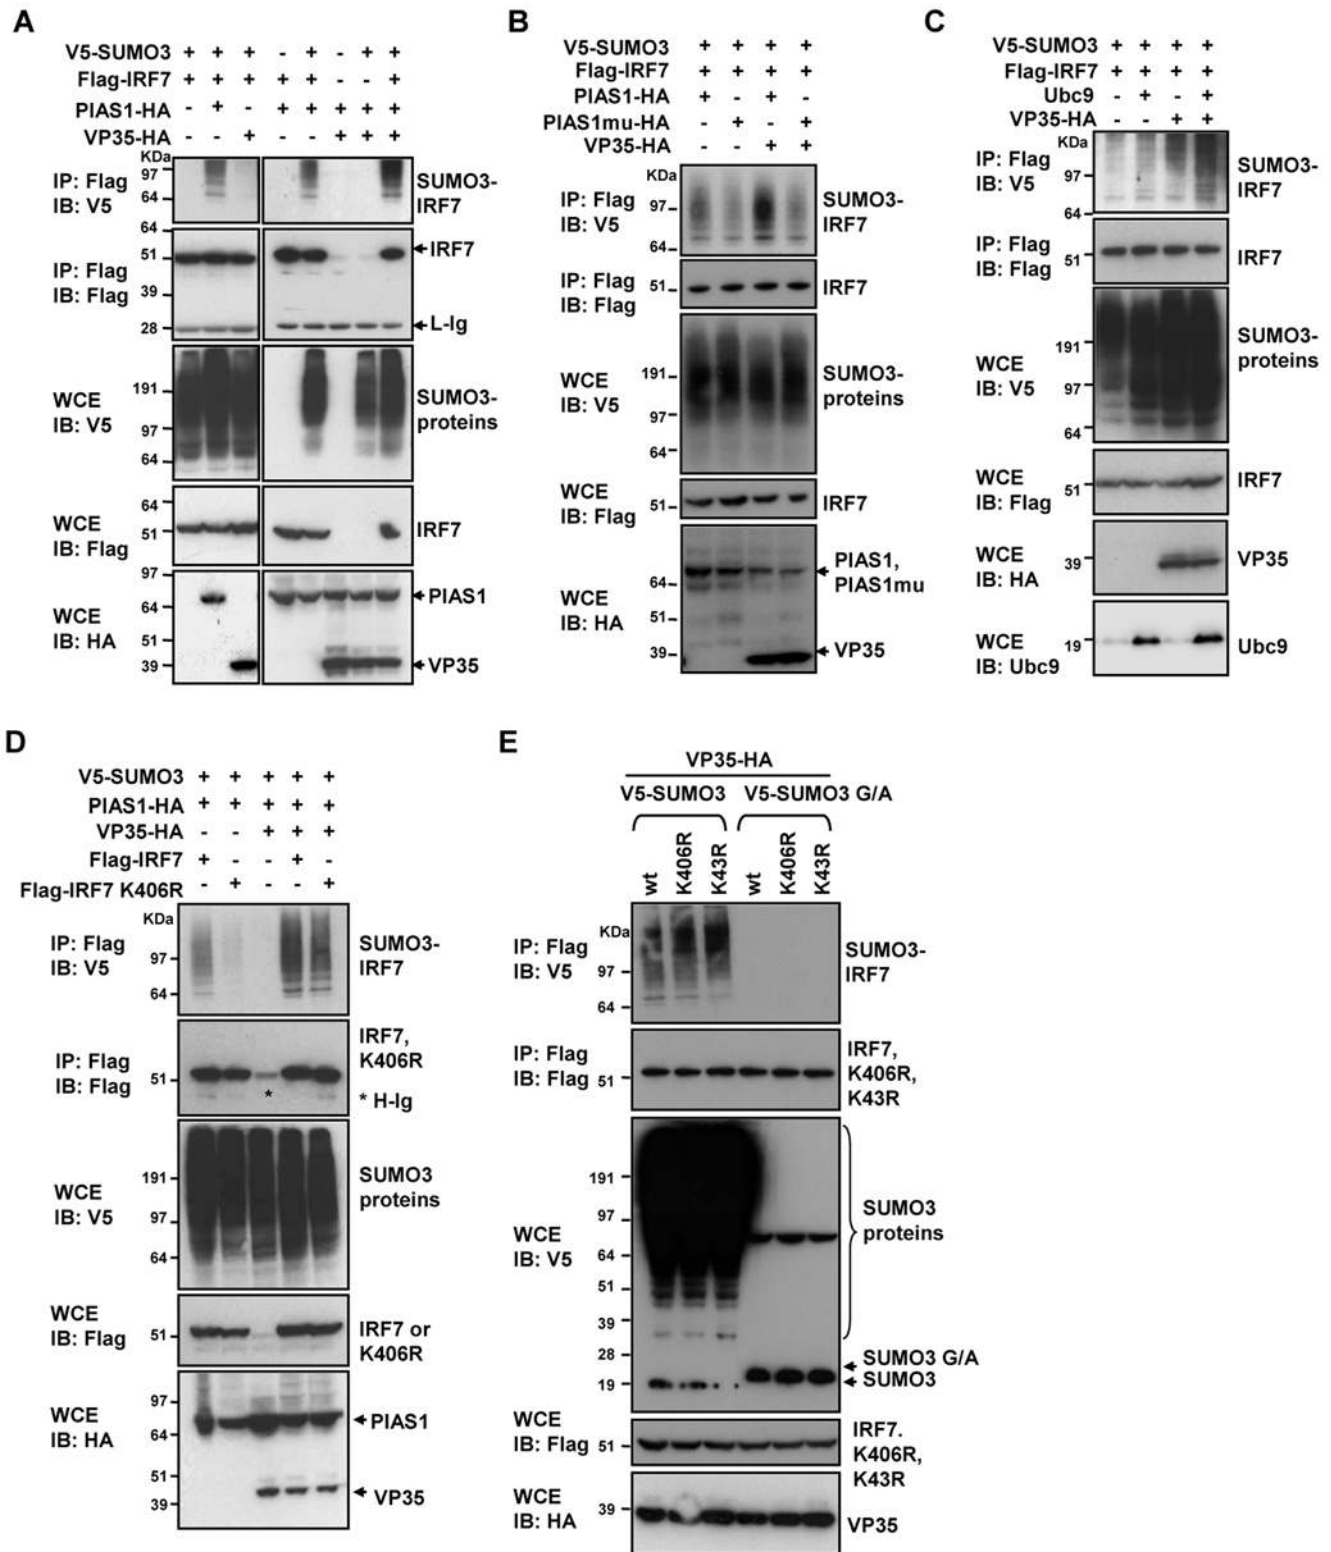 A
V5-SUMO3 + + + - + - + +
Flag-IRF7 + + + + + - - +
PIAS1-HA - + - + + + + +
VP35-HA - - + - - + + +
KDa
97
64
IP: Flag
IB: V5
SUMO3-
IRF7
64
51
39
28
IP: Flag
IB: Flag
IRF7
L-Ig
191
97
64
WCE
IB: V5
SUMO3-
proteins
64
51
WCE
IB: Flag
IRF7
97
64
51
39
WCE
IB: HA
PIAS1
VP35
B
V5-SUMO3 + + + +
Flag-IRF7 + + + +
PIAS1-HA + - + -
PIAS1mu-HA - + - +
VP35-HA - - + +
KDa
97
64
IP: Flag
IB: V5
SUMO3-
IRF7
IP: Flag
IB: Flag
51
IRF7
191
97
64
WCE
IB: V5
SUMO3-
proteins
WCE
IB: Flag
51
IRF7
64
51
39
WCE
IB: HA
PIAS1,
PIAS1mu
VP35
C
V5-SUMO3 + + + +
Flag-IRF7 + + + +
Ubc9 - + - +
VP35-HA - - + +
KDa
97
64
IP: Flag
IB: V5
SUMO3-
IRF7
IP: Flag
IB: Flag
51
IRF7
191
97
64
WCE
IB: V5
SUMO3-
proteins
WCE
IB: Flag
51
IRF7
WCE
IB: HA
39
VP35
WCE
IB: Ubc9
19
Ubc9
D
V5-SUMO3 + + + + +
PIAS1-HA + + + + +
VP35-HA - - + + +
Flag-IRF7 + - - + -
Flag-IRF7 K406R - + - - +
KDa
97
64
IP: Flag
IB: V5
SUMO3-
IRF7
IP: Flag
IB: Flag
51
*
IRF7,
K406R
* H-Ig
191
97
64
WCE
IB: V5
SUMO3
proteins
WCE
IB: Flag
51
IRF7 or
K406R
97
64
51
39
WCE
IB: HA
PIAS1
VP35
E
VP35-HA
V5-SUMO3 V5-SUMO3 G/A
wt K406R K43R wt K406R K43R
KDa
97
64
IP: Flag
IB: V5
SUMO3-
IRF7
IP: Flag
IB: Flag
51
IRF7,
K406R,
K43R
191
97
64
51
39
28
19
WCE
IB: V5
SUMO3
proteins
SUMO3 G/A
SUMO3
WCE
IB: Flag
51
IRF7.
K406R,
K43R
WCE
IB: HA
39
VP35